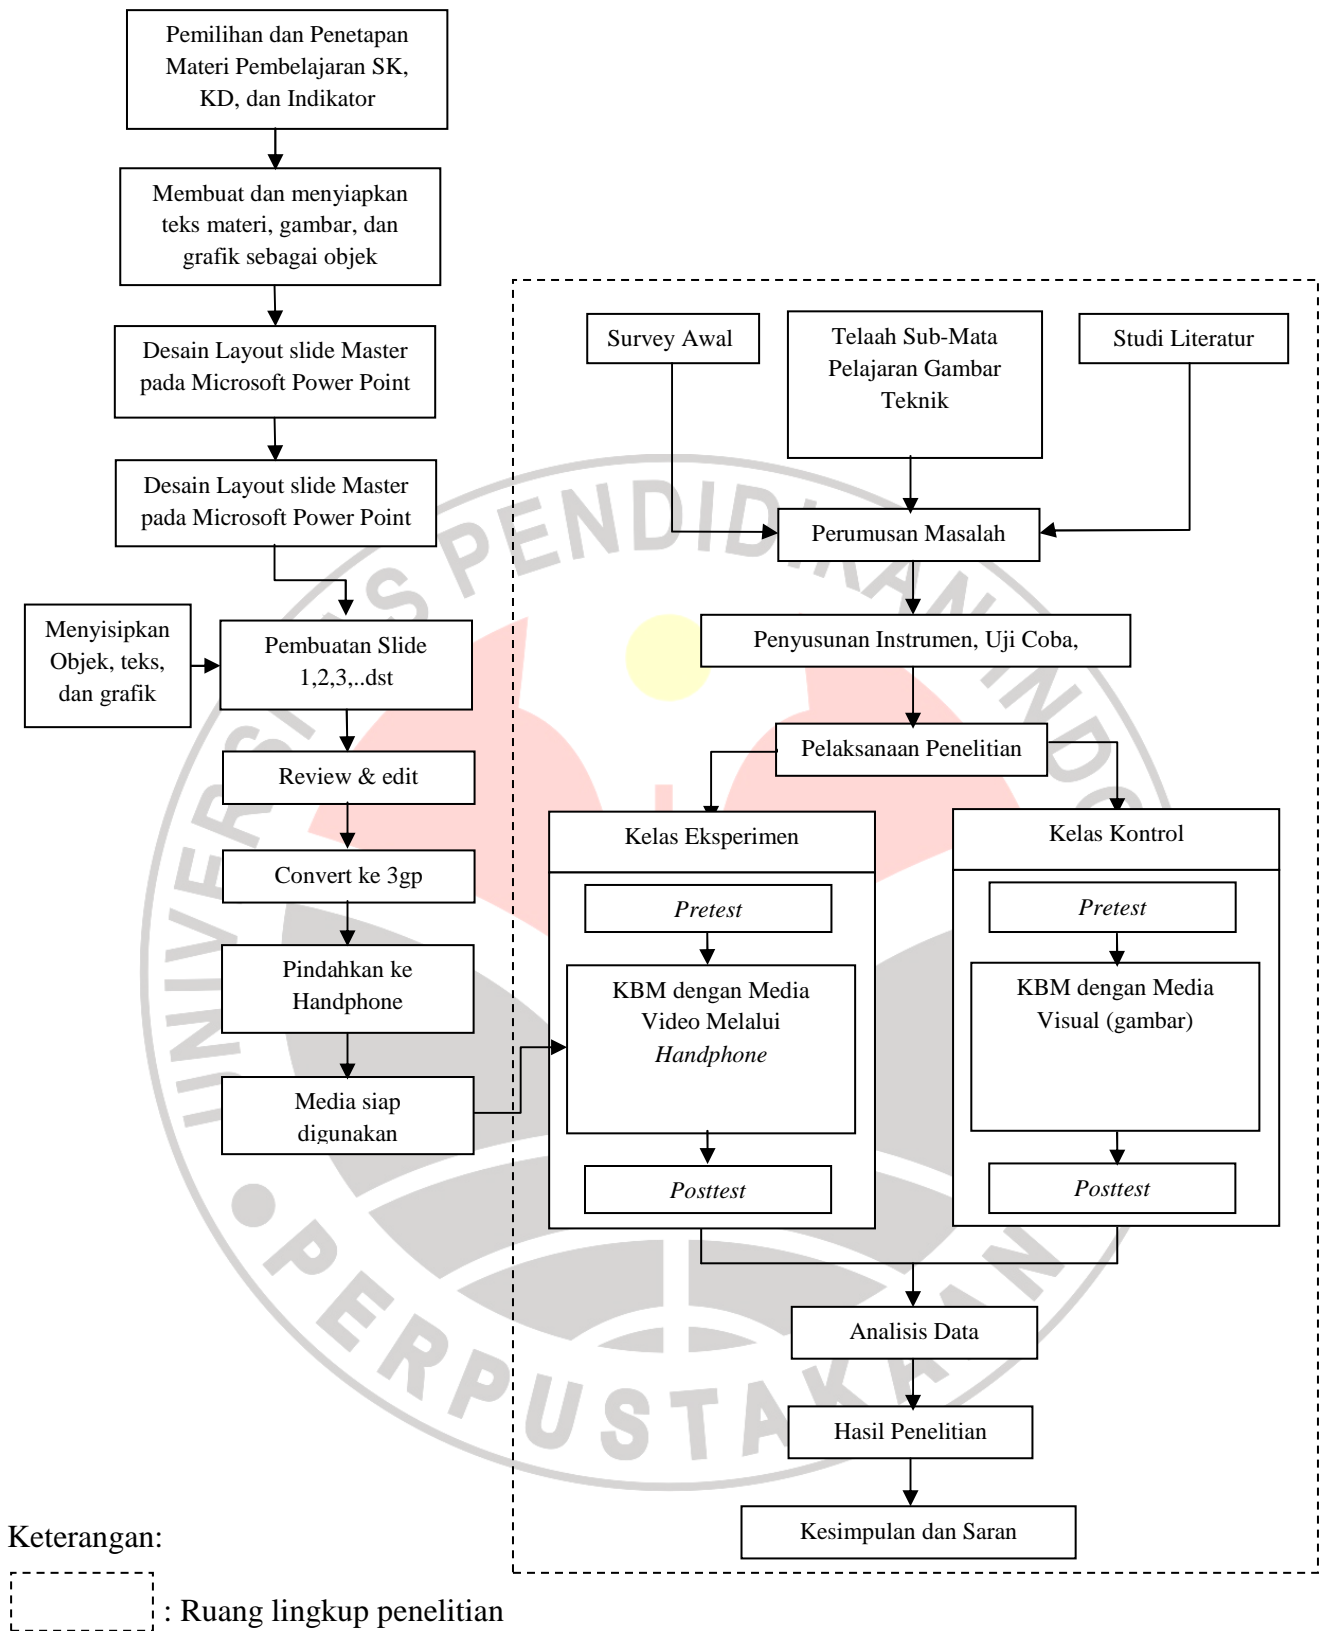 Pemilihan dan Penetapan
Materi Pembelajaran SK,
KD, dan Indikator
Membuat dan menyiapkan
teks materi, gambar, dan
grafik sebagai objek
Desain Layout slide Master
pada Microsoft Power Point
Desain Layout slide Master
pada Microsoft Power Point
Menyisipkan
Objek, teks,
dan grafik
Pembuatan Slide
1,2,3,..dst
Review & edit
Convert ke 3gp
Pindahkan ke
Handphone
Media siap
digunakan
Survey Awal
Telaah Sub-Mata
Pelajaran Gambar
Teknik
Studi Literatur
Perumusan Masalah
Penyusunan Instrumen, Uji Coba,
Pelaksanaan Penelitian
Kelas Eksperimen
Pretest
KBM dengan Media
Video Melalui
Handphone
Posttest
Kelas Kontrol
Pretest
KBM dengan Media
Visual (gambar)
Posttest
Analisis Data
Hasil Penelitian
Kesimpulan dan Saran
Keterangan:
: Ruang lingkup penelitian
UNIVERSITAS PENDIDIKAN INDONESIA
PERPUSTAKAAN